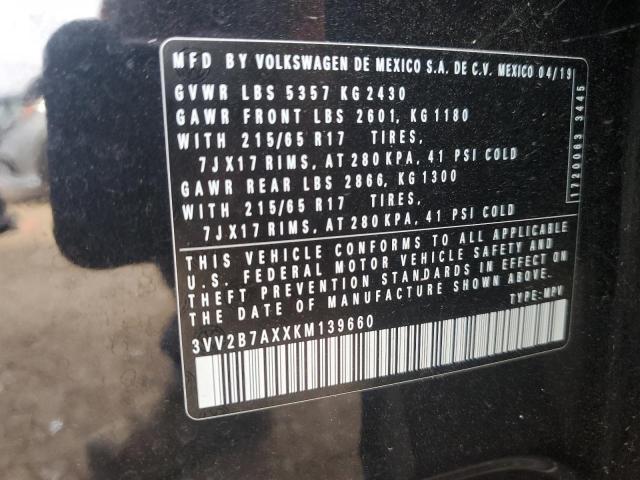 MFD BY VOLKSWAGEN DE MEXICO S.A. DE C.V. MEXICO 04/19
GVWR LBS 5357 KG 2430
GAWR FRONT LBS 2601, KG 1180
WITH 215/65 R17 TIRES,
7JX17 RIMS, AT 280 KPA, 41 PSI COLD
GAWR REAR LBS 2866, KG 1300
WITH 215/65 R17 TIRES,
7JX17 RIMS, AT 280 KPA, 41 PSI COLD
THIS VEHICLE CONFORMS TO ALL APPLICABLE
U.S. FEDERAL MOTOR VEHICLE SAFETY AND
THEFT PREVENTION STANDARDS IN EFFECT ON
THE DATE OF MANUFACTURE SHOWN ABOVE.
TYPE: MPV
3VV2B7AXXKM139660
1720063 3445